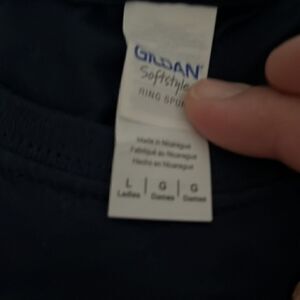 GILDAN
Softstyle
RING SPUN
Made in Nicaragua
Fabriqué au Nicaragua
Hecho en Nicaragua
L G G
Ladies Dames Damas